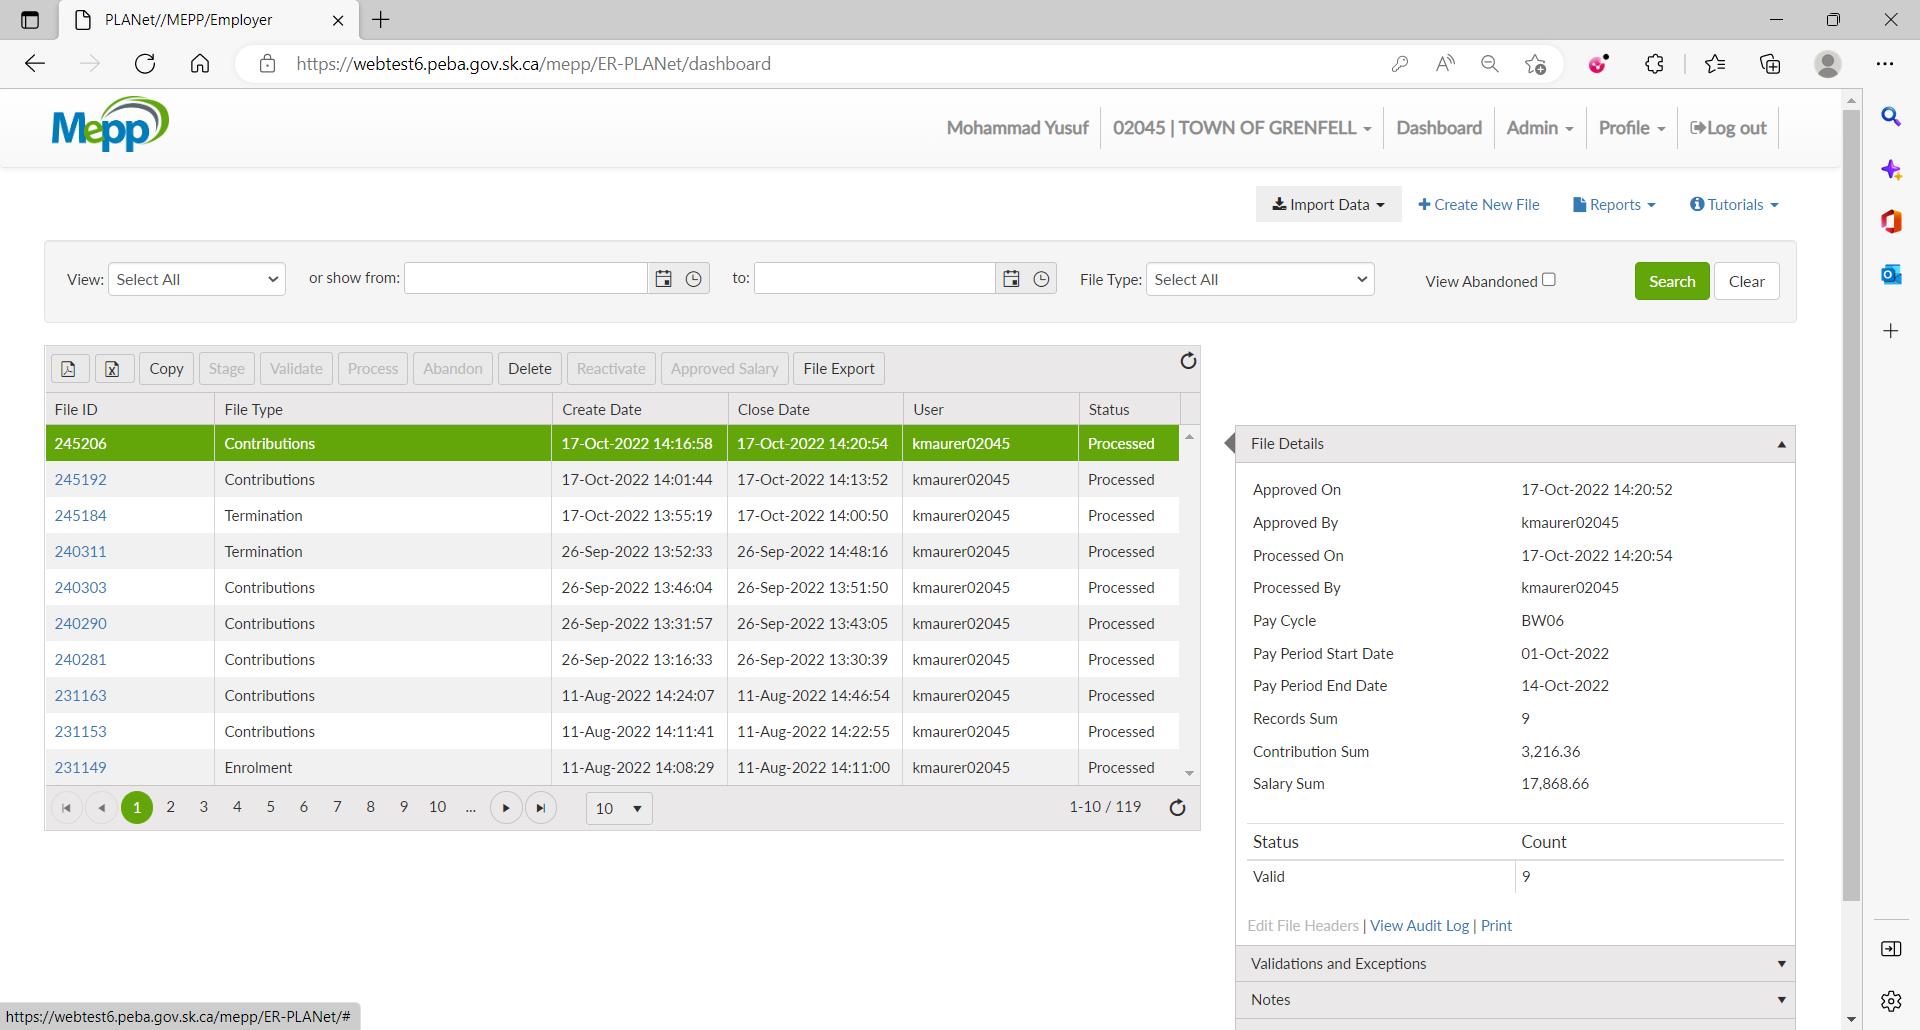 PLANet//MEPP/Employer
https://webtest6.peba.gov.sk.ca/mepp/ER-PLANet/dashboard
Mepp
Mohammad Yusuf 02045 | TOWN OF GRENFELL Dashboard Admin Profile Log out
Import Data Create New File Reports Tutorials
View: Select All or show from: to: File Type: Select All View Abandoned Search Clear
Copy Stage Validate Process Abandon Delete Reactivate Approved Salary File Export
File ID File Type Create Date Close Date User Status
245206 Contributions 17-Oct-2022 14:16:58 17-Oct-2022 14:20:54 kmaurer02045 Processed
245192 Contributions 17-Oct-2022 14:01:44 17-Oct-2022 14:13:52 kmaurer02045 Processed
245184 Termination 17-Oct-2022 13:55:19 17-Oct-2022 14:00:50 kmaurer02045 Processed
240311 Termination 26-Sep-2022 13:52:33 26-Sep-2022 14:48:16 kmaurer02045 Processed
240303 Contributions 26-Sep-2022 13:46:04 26-Sep-2022 13:51:50 kmaurer02045 Processed
240290 Contributions 26-Sep-2022 13:31:57 26-Sep-2022 13:43:05 kmaurer02045 Processed
240281 Contributions 26-Sep-2022 13:16:33 26-Sep-2022 13:30:39 kmaurer02045 Processed
231163 Contributions 11-Aug-2022 14:24:07 11-Aug-2022 14:46:54 kmaurer02045 Processed
231153 Contributions 11-Aug-2022 14:11:41 11-Aug-2022 14:22:55 kmaurer02045 Processed
231149 Enrolment 11-Aug-2022 14:08:29 11-Aug-2022 14:11:00 kmaurer02045 Processed
1 2 3 4 5 6 7 8 9 10 ... 10 1-10 / 119
File Details
Approved On 17-Oct-2022 14:20:52
Approved By kmaurer02045
Processed On 17-Oct-2022 14:20:54
Processed By kmaurer02045
Pay Cycle BW06
Pay Period Start Date 01-Oct-2022
Pay Period End Date 14-Oct-2022
Records Sum 9
Contribution Sum 3,216.36
Salary Sum 17,868.66
Status Count
Valid 9
Edit File Headers | View Audit Log | Print
Validations and Exceptions
Notes
https://webtest6.peba.gov.sk.ca/mepp/ER-PLANet/#